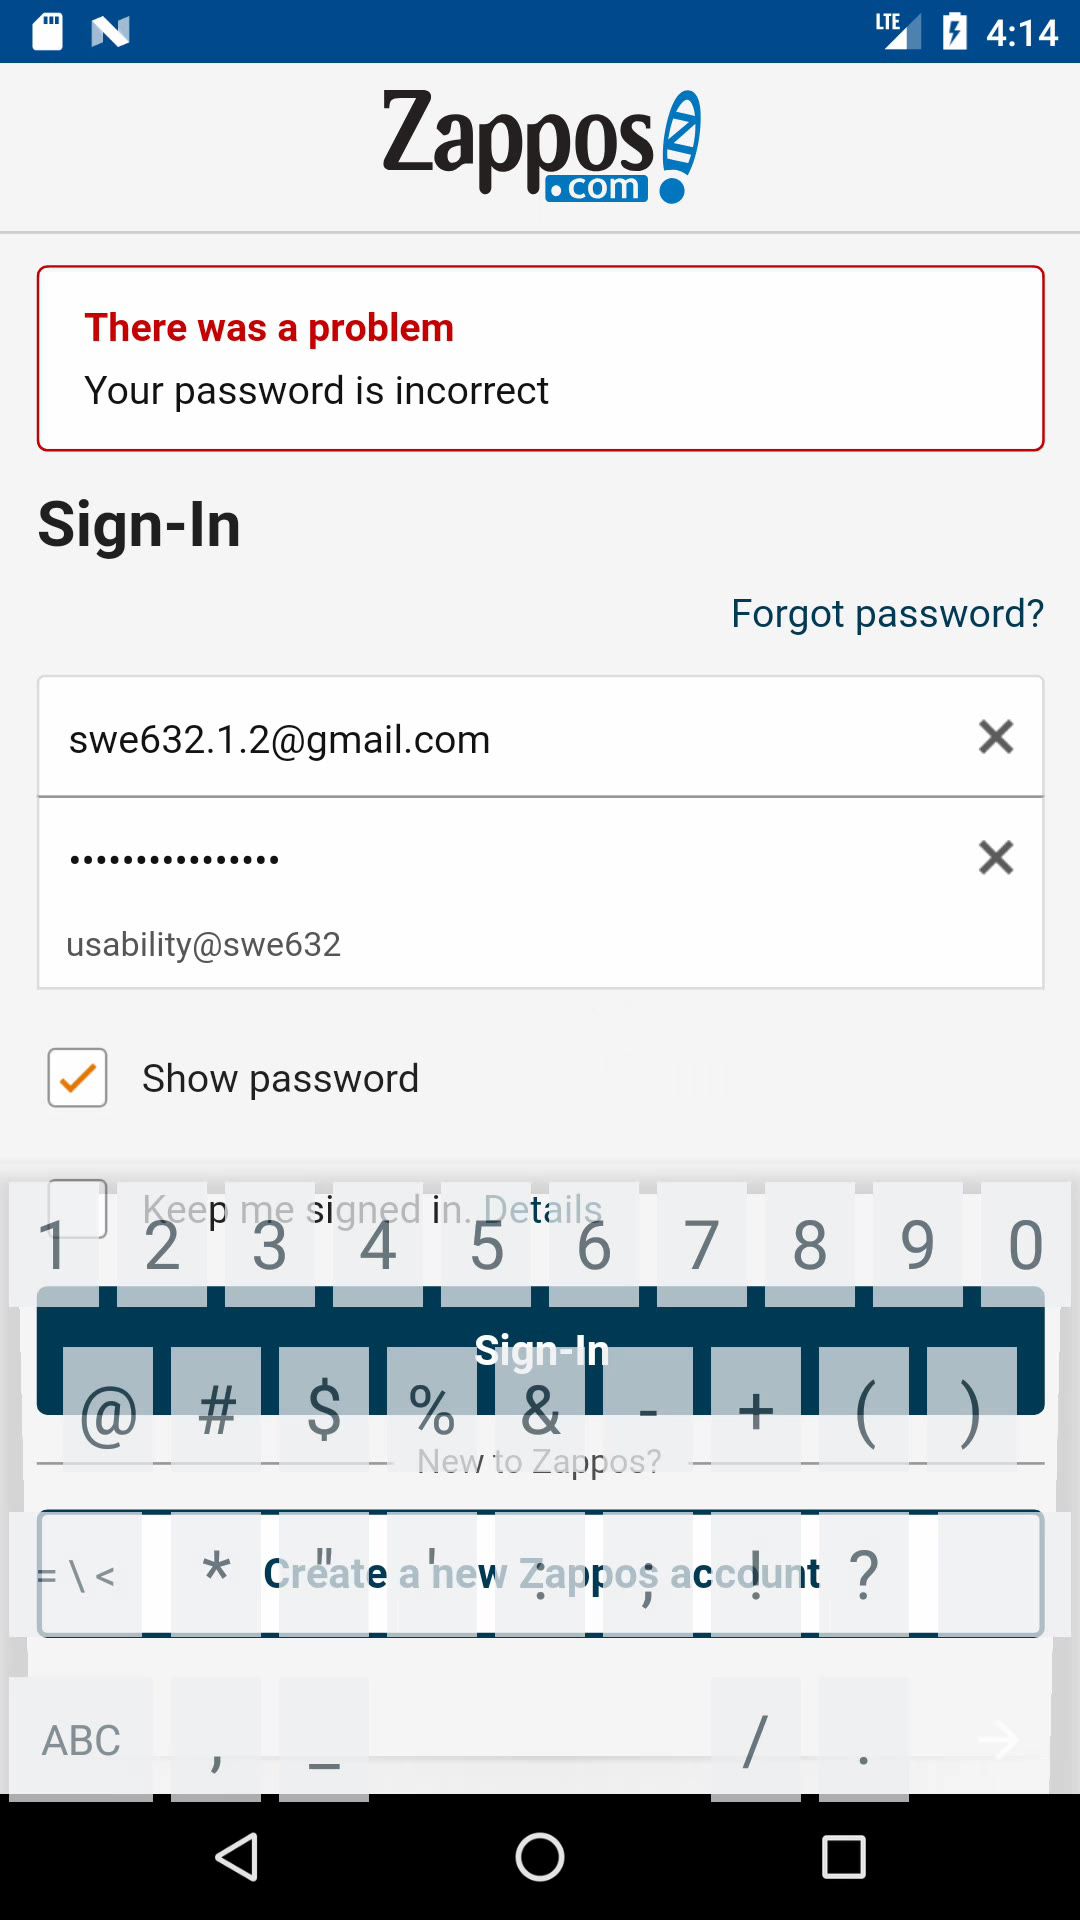 LTE 4:14
Zappos
.com
There was a problem
Your password is incorrect
Sign-In
Forgot password?
swe632.1.2@gmail.com
••••••••••••••••
usability@swe632
Show password
Keep me signed in. Details
1 2 3 4 5 6 7 8 9 0
Sign-In
@ # $ % & - + ( )
New to Zappos?
= \ < * " ' : ; ! ?
Create a new Zappos account
ABC , _ / .